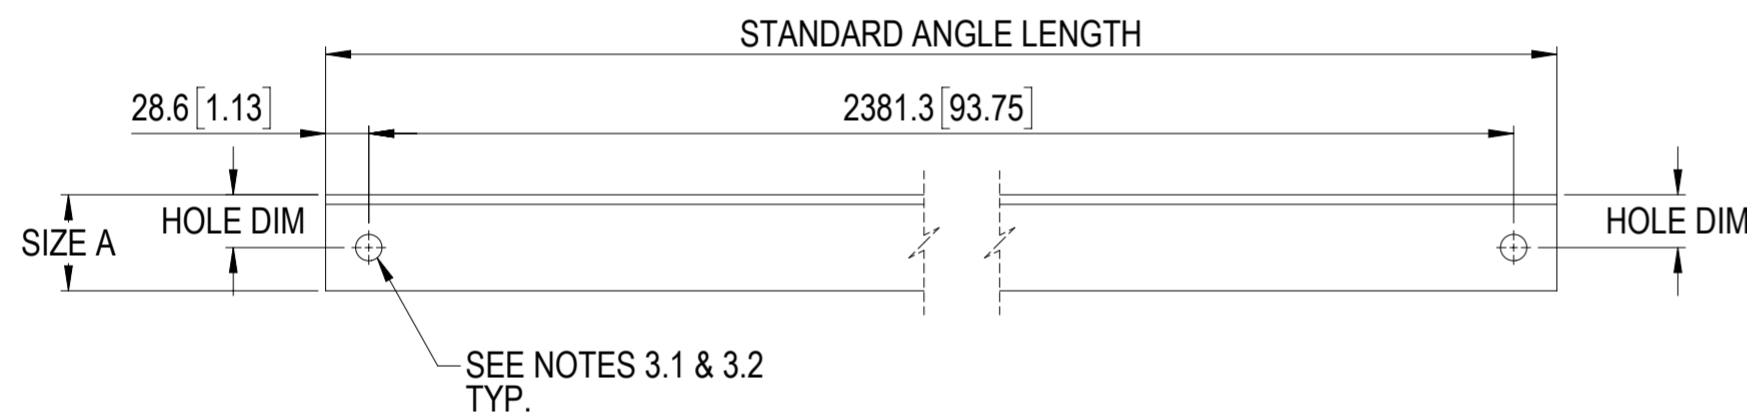 STANDARD ANGLE LENGTH
28.6[1.13]
2381.3[93.75]
HOLE DIM
HOLE DIM
SIZE A
SEE NOTES 3.1 & 3.2
TYP.